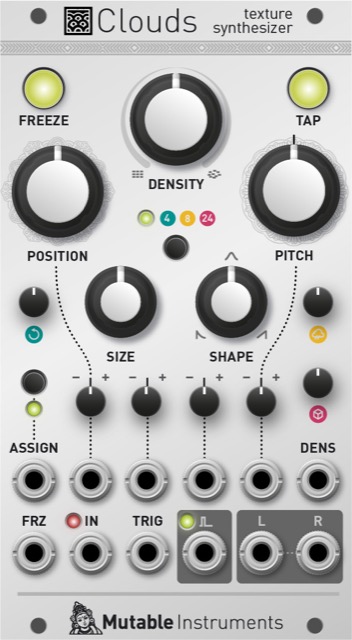 Clouds
texture
synthesizer
FREEZE
TAP
DENSITY
4 8 24
POSITION
PITCH
SIZE
SHAPE
- + - + - + - +
ASSIGN
DENS
FRZ
IN
TRIG
L
R
Mutable Instruments